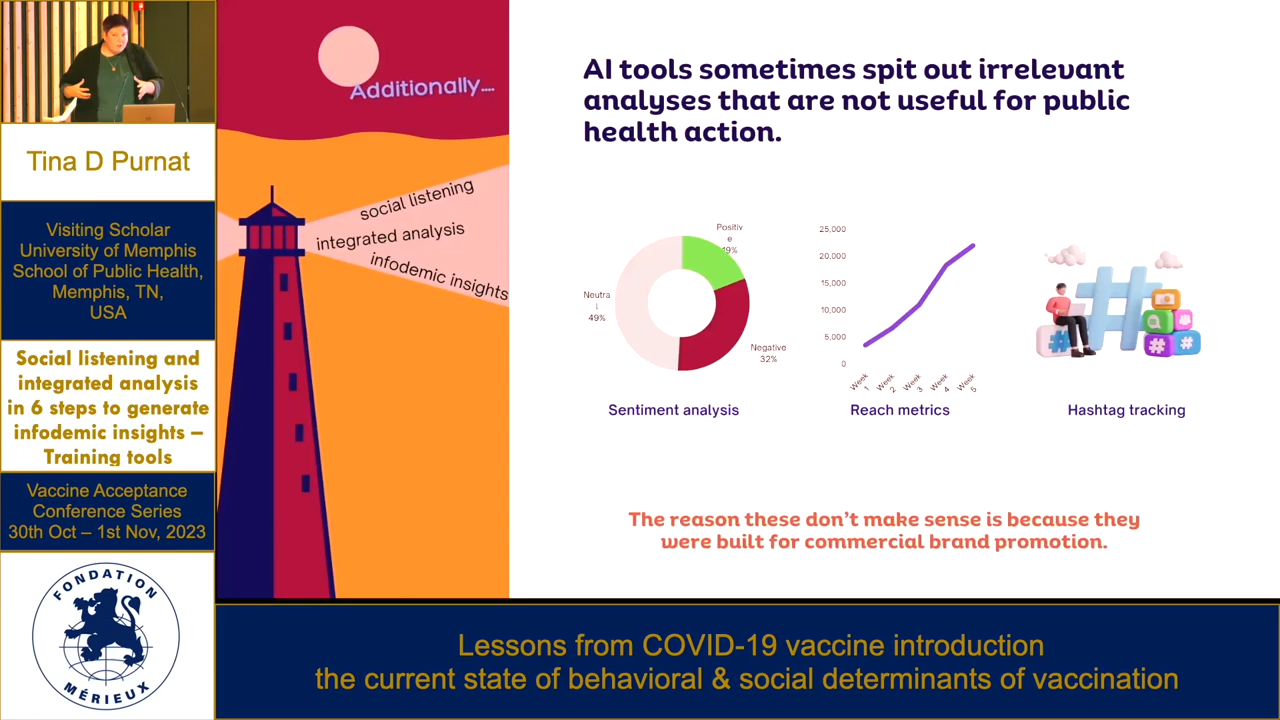 Tina D Purnat
Visiting Scholar
University of Memphis
School of Public Health,
Memphis, TN,
USA
Social listening and
integrated analysis
in 6 steps to generate
infodemic insights –
Training tools
Vaccine Acceptance
Conference Series
30th Oct – 1st Nov, 2023
FONDATION
MÉRIEUX
Additionally....
social listening
integrated analysis
infodemic insights
AI tools sometimes spit out irrelevant
analyses that are not useful for public
health action.
Positiv
e
19%
Neutra
l
49%
Negative
32%
Sentiment analysis
25,000
20,000
15,000
10,000
5,000
0
Week
1
Week
2
Week
3
Week
4
Week
5
Reach metrics
#
#
#
#
Hashtag tracking
The reason these don't make sense is because they
were built for commercial brand promotion.
Lessons from COVID-19 vaccine introduction
the current state of behavioral & social determinants of vaccination